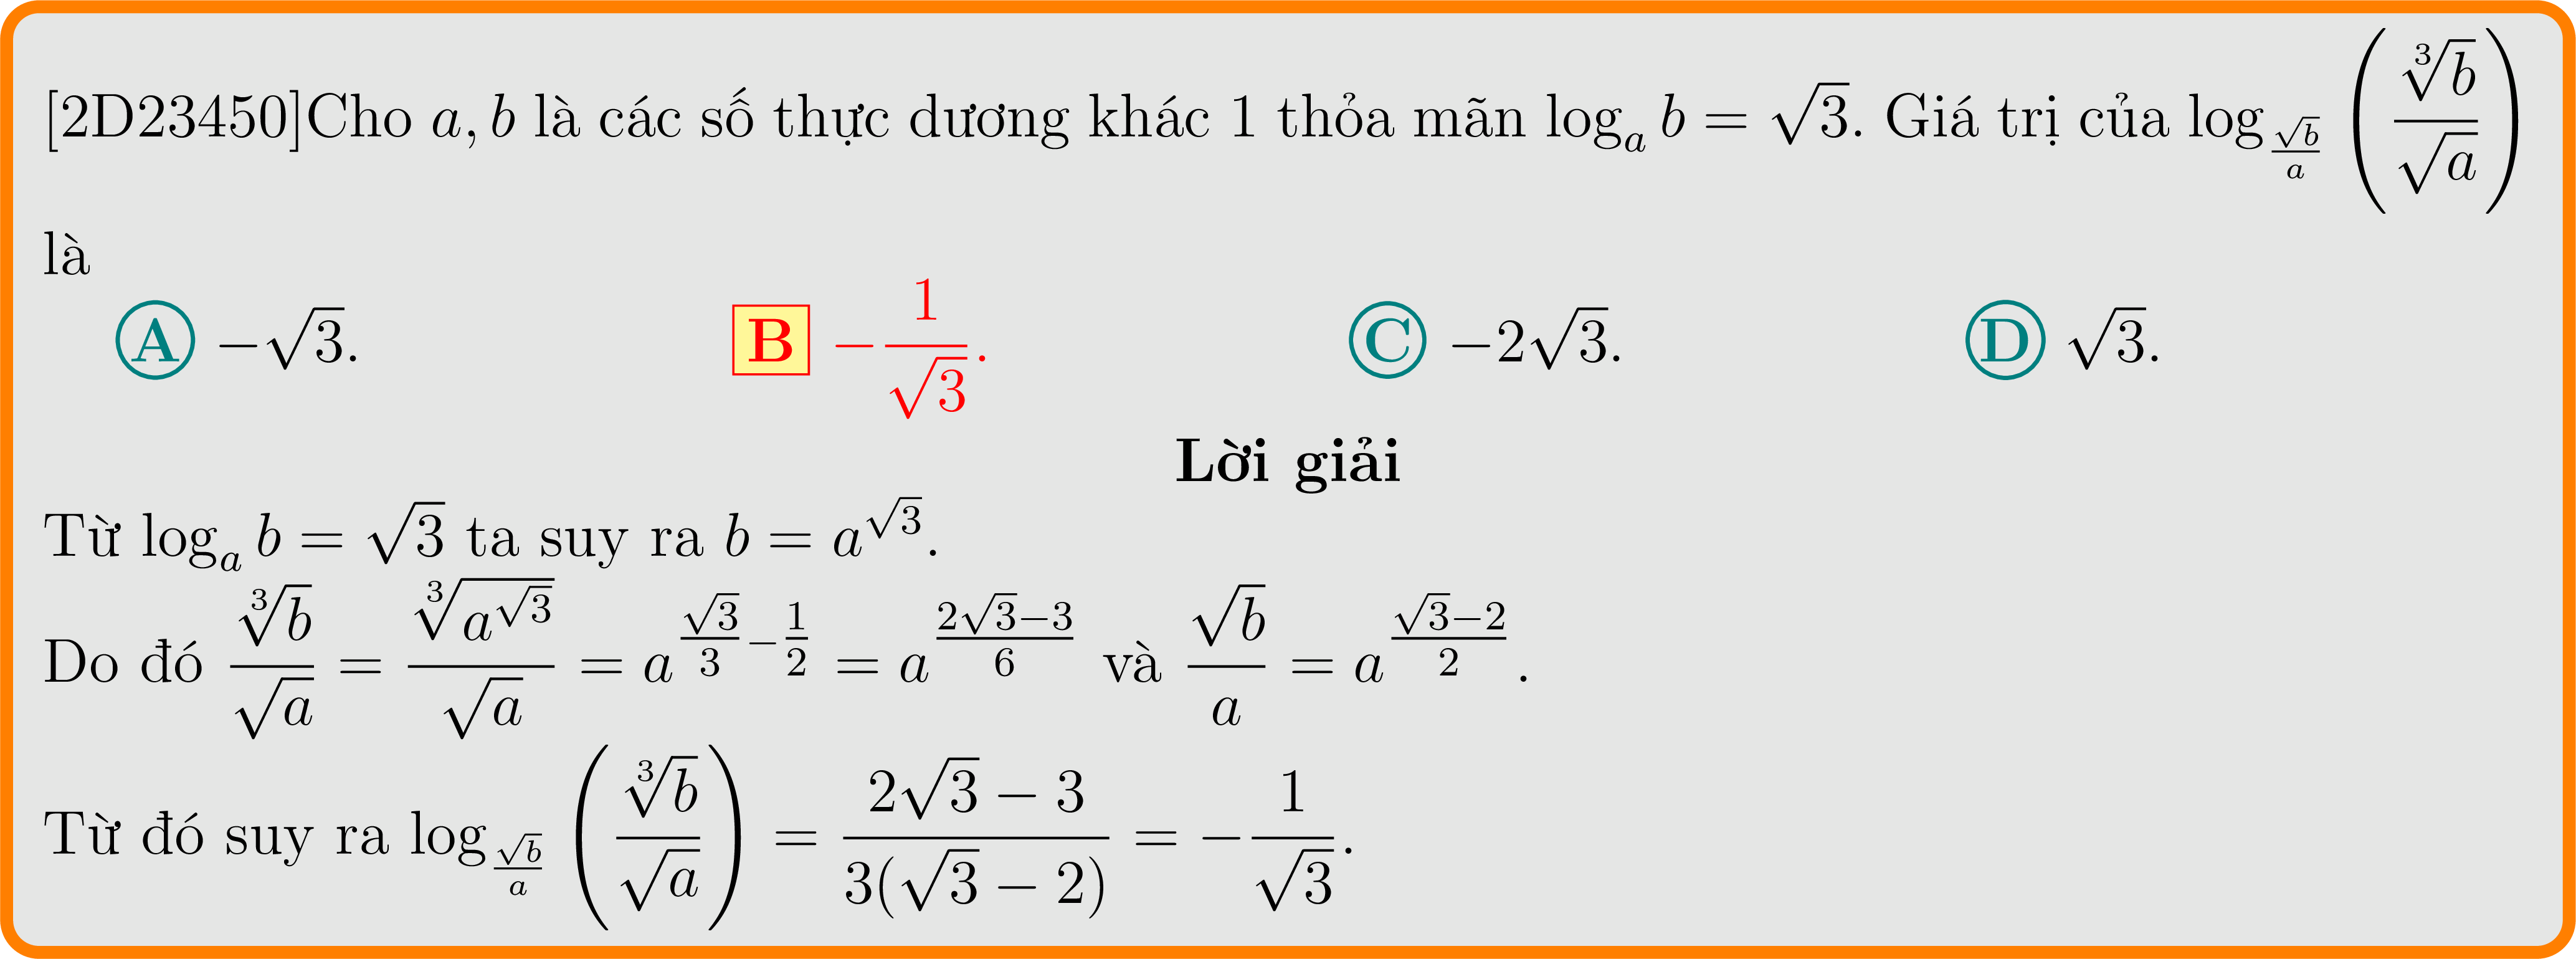 [2D23450]Cho $a, b$ là các số thực dương khác 1 thỏa mãn $\log_a b = \sqrt{3}$. Giá trị của $\log_{\frac{\sqrt{b}}{a}} \left( \frac{\sqrt[3]{b}}{\sqrt{a}} \right)$
là
A $-\sqrt{3}$. B $-\frac{1}{\sqrt{3}}$. C $-2\sqrt{3}$. D $\sqrt{3}$.
Lời giải
Từ $\log_a b = \sqrt{3}$ ta suy ra $b = a^{\sqrt{3}}$.
Do đó $\frac{\sqrt[3]{b}}{\sqrt{a}} = \frac{\sqrt[3]{a^{\sqrt{3}}}}{\sqrt{a}} = a^{\frac{\sqrt{3}}{3} - \frac{1}{2}} = a^{\frac{2\sqrt{3}-3}{6}}$ và $\frac{\sqrt{b}}{a} = a^{\frac{\sqrt{3}-2}{2}}$.
Từ đó suy ra $\log_{\frac{\sqrt{b}}{a}} \left( \frac{\sqrt[3]{b}}{\sqrt{a}} \right) = \frac{2\sqrt{3} - 3}{3(\sqrt{3} - 2)} = -\frac{1}{\sqrt{3}}$.